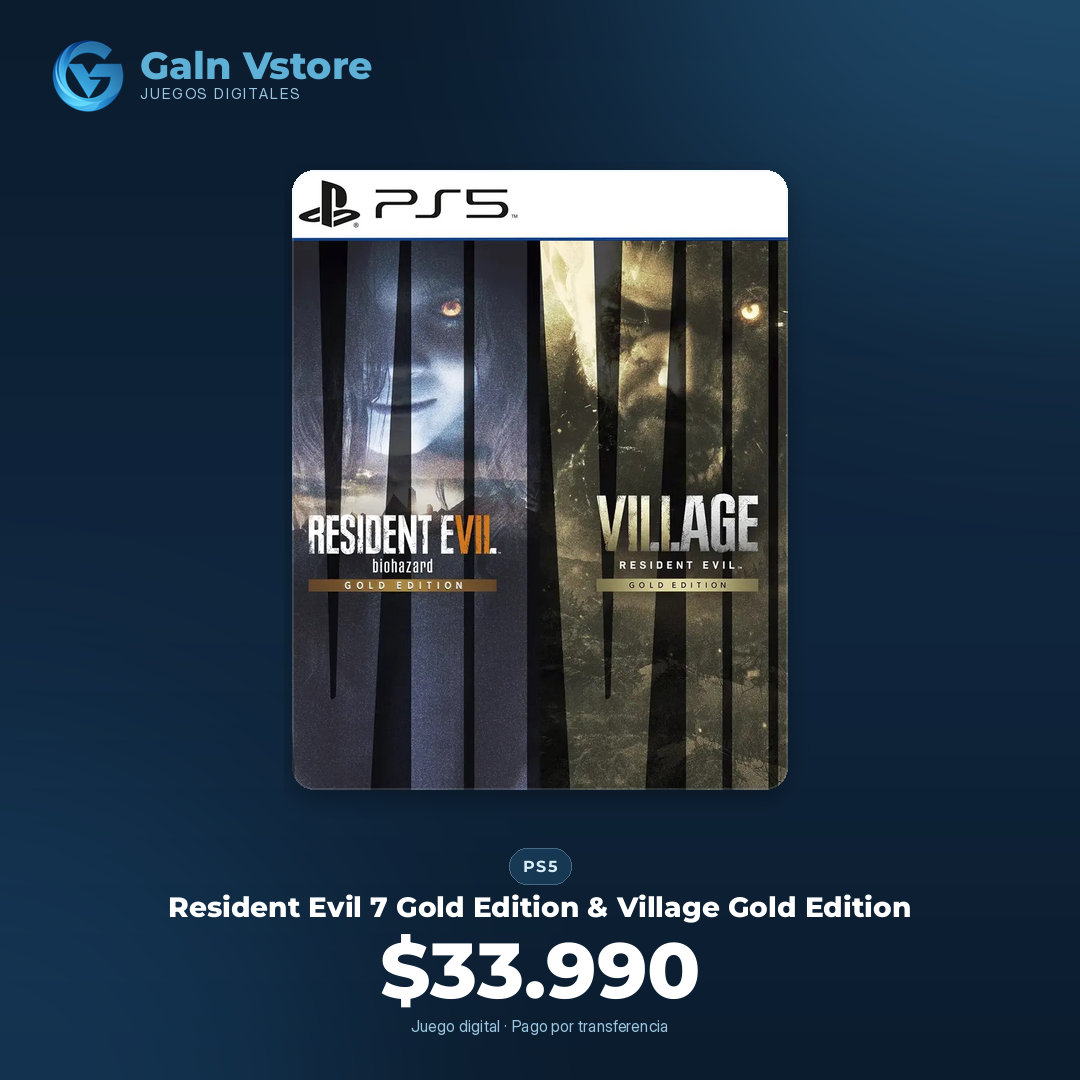 GaIn Vstore
JUEGOS DIGITALES
PS5
RESIDENT EVII
biohazard
GOLD EDITION
VILLAGE
RESIDENT EVIL
GOLD EDITION
PS5
Resident Evil 7 Gold Edition & Village Gold Edition
$33.990
Juego digital · Pago por transferencia